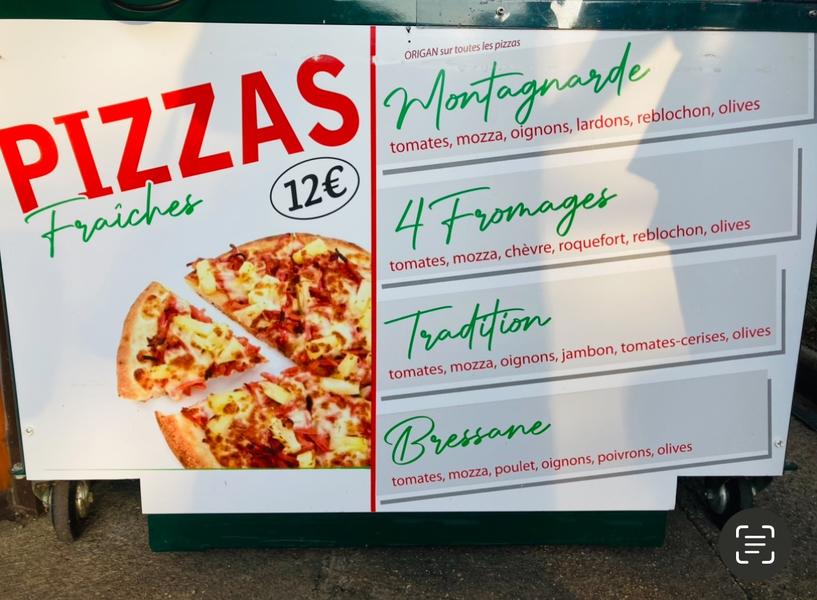 PIZZAS
Fraîches
12€
ORIGAN sur toutes les pizzas
Montagnarde
tomates, mozza, oignons, lardons, reblochon, olives
4 Fromages
tomates, mozza, chèvre, roquefort, reblochon, olives
Tradition
tomates, mozza, oignons, jambon, tomates-cerises, olives
Bressane
tomates, mozza, poulet, oignons, poivrons, olives